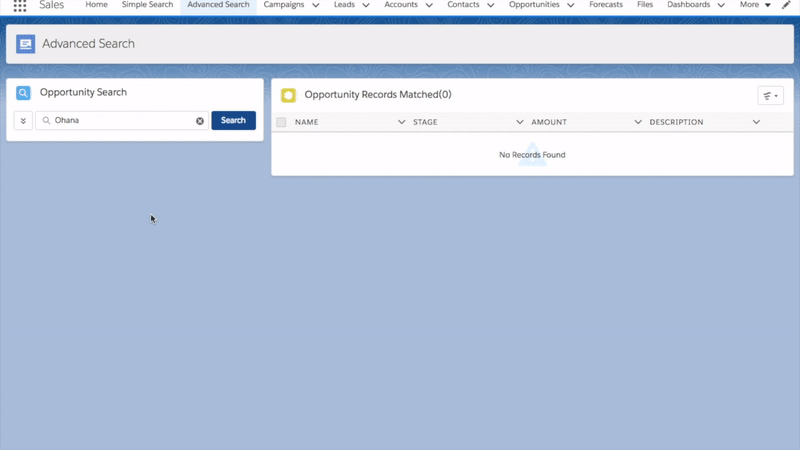 Sales Home Simple Search Advanced Search Campaigns Leads Accounts Contacts Opportunities Forecasts Files Dashboards More
Advanced Search
Opportunity Search
Ohana Search
Opportunity Records Matched(0)
NAME STAGE AMOUNT DESCRIPTION
No Records Found